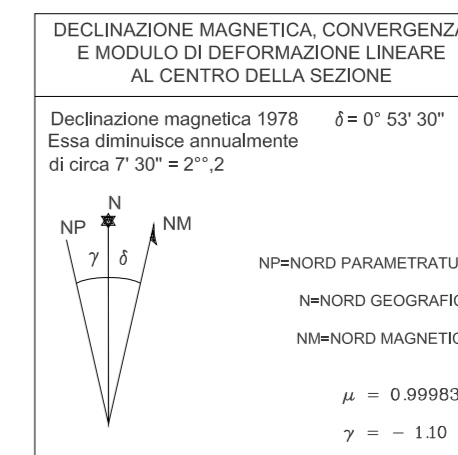 DECLINAZIONE MAGNETICA, CONVERGENZA
E MODULO DI DEFORMAZIONE LINEARE
AL CENTRO DELLA SEZIONE
Declinazione magnetica 1978 δ = 0° 53' 30"
Essa diminuisce annualmente
di circa 7' 30" = 2°°,2
N
NP NM
γ δ
NP=NORD PARAMETRATU
N=NORD GEOGRAFIC
NM=NORD MAGNETIC
μ = 0.99983
γ = - 1.10